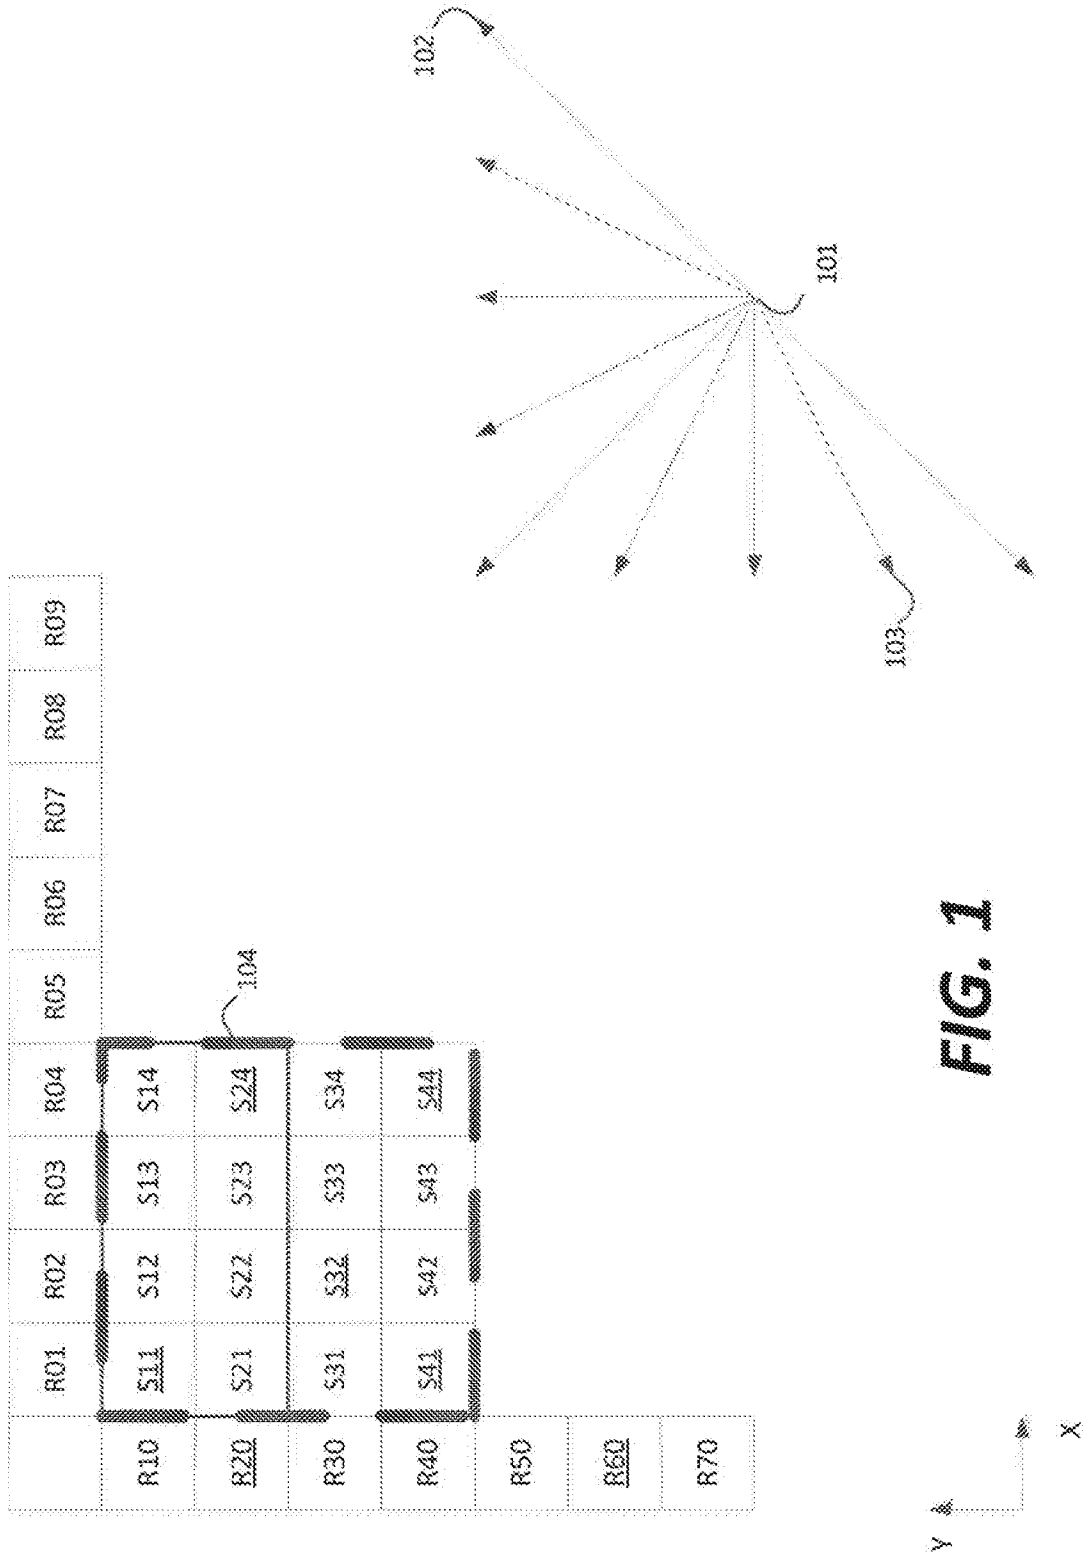 R01 R02 R03 R04 R05 R06 R07 R08 R09
R10 S11 S12 S13 S14
R20 S21 S22 S23 S24
104
R30 S31 S32 S33 S34
R40 S41 S42 S43 S44
R50
R60
R70
102
101
103
Y
X
FIG. 1